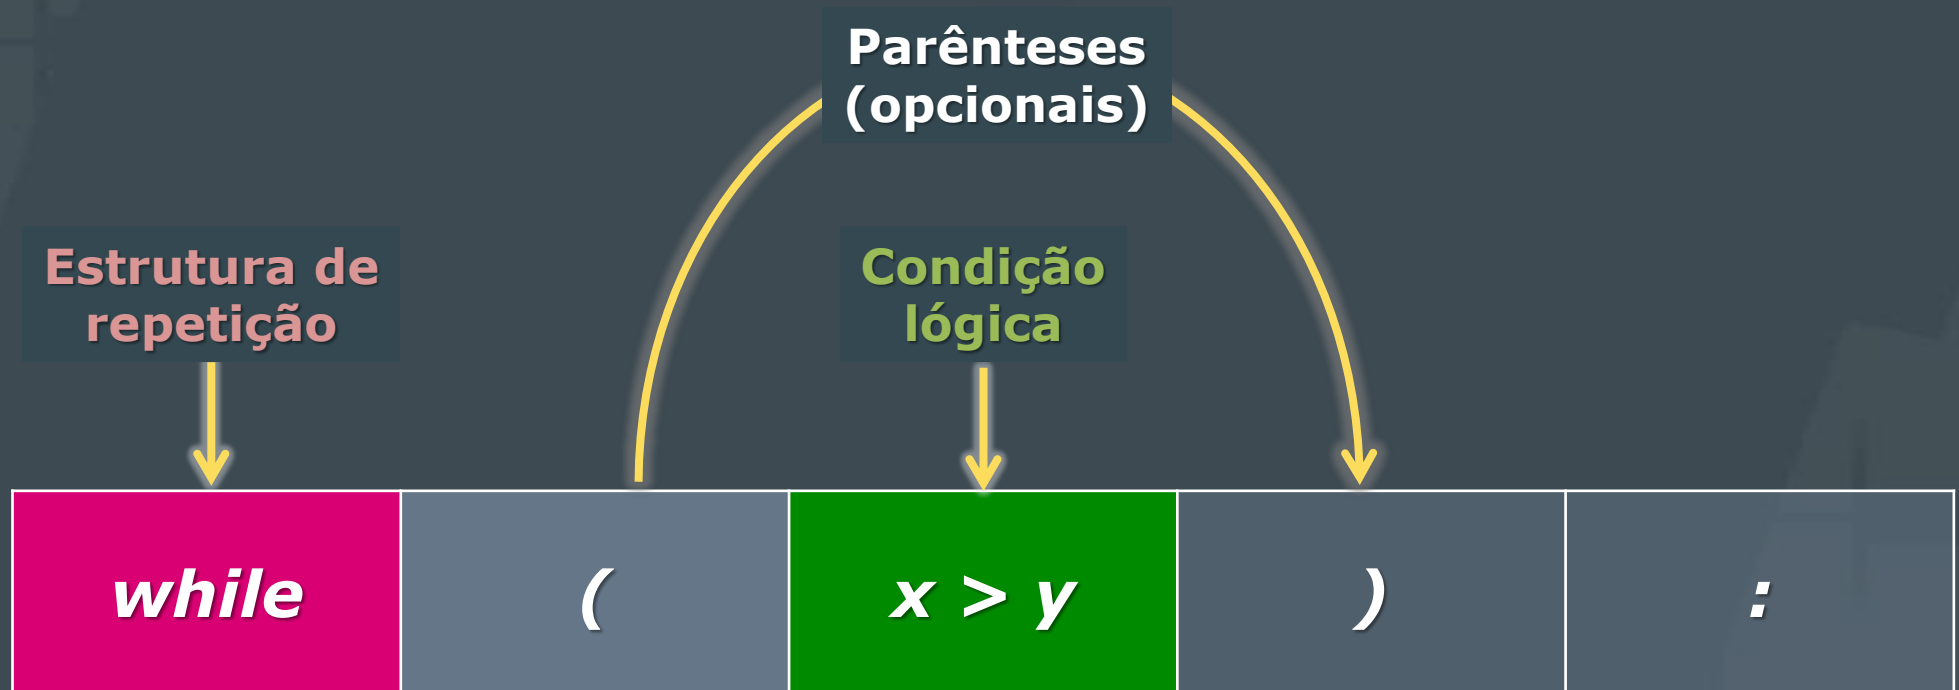 Parênteses
(opcionais)
Estrutura de
repetição
Condição
lógica
while ( x > y ) :